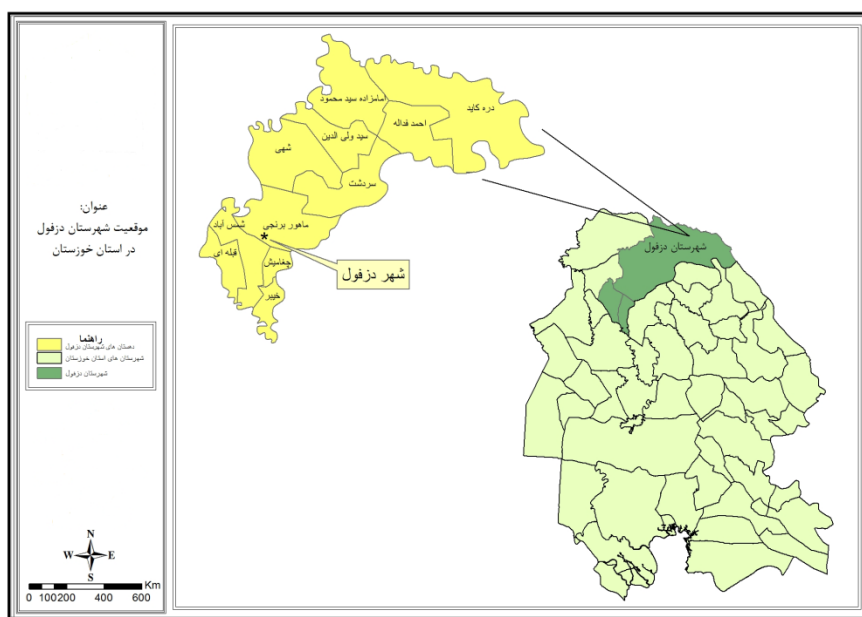 عنوان:
موقعیت شهرستان دزفول
در استان خوزستان
راهنما
دهستان های شهرستان دزفول
شهرستان های استان خوزستان
شهرستان دزفول
N
W E
S
0 100200 400 600 Km
امامزاده سید محمود
دره کاید
احمد فداله
سید ولی الدین
شهی
سردشت
شمس آباد
ماهور برنجی
قبله ای
چغامیش
خیبر
شهر دزفول
شهرستان دزفول